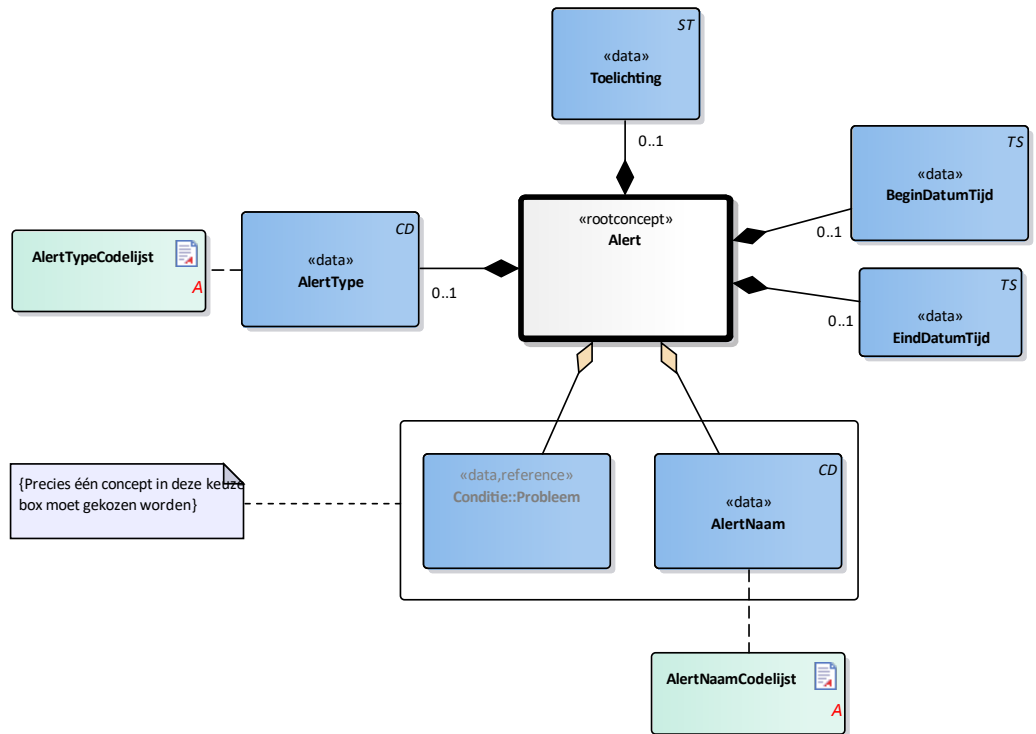 ST
«data»
Toelichting
0..1
TS
«data»
BeginDatumTijd
0..1
«rootconcept»
Alert
CD
«data»
AlertType
0..1
AlertTypeCodelijst
A
TS
«data»
EindDatumTijd
0..1
{Precies één concept in deze keuze
box moet gekozen worden}
«data,reference»
Conditie::Probleem
CD
«data»
AlertNaam
AlertNaamCodelijst
A